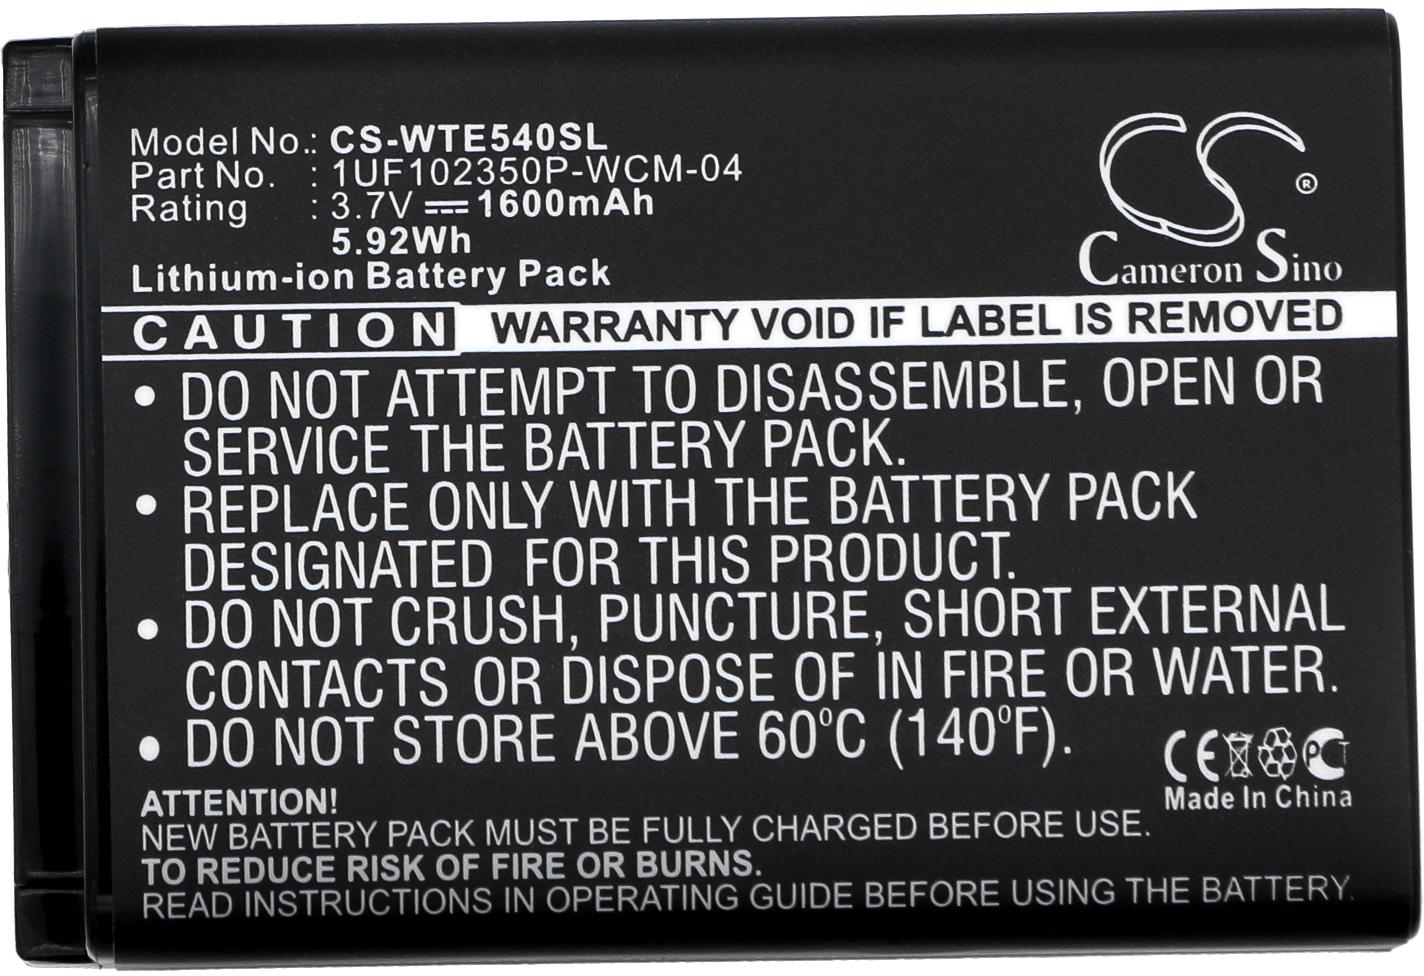 Model No.: CS-WTE540SL
Part No. : 1UF102350P-WCM-04
Rating : 3.7V ⎓ 1600mAh
5.92Wh
Lithium-ion Battery Pack
CS ®
Cameron Sino
CAUTION WARRANTY VOID IF LABEL IS REMOVED
• DO NOT ATTEMPT TO DISASSEMBLE, OPEN OR
SERVICE THE BATTERY PACK.
• REPLACE ONLY WITH THE BATTERY PACK
DESIGNATED FOR THIS PRODUCT.
• DO NOT CRUSH, PUNCTURE, SHORT EXTERNAL
CONTACTS OR DISPOSE OF IN FIRE OR WATER.
• DO NOT STORE ABOVE 60°C (140°F).
CE PCT
Made In China
ATTENTION!
NEW BATTERY PACK MUST BE FULLY CHARGED BEFORE USE.
TO REDUCE RISK OF FIRE OR BURNS.
READ INSTRUCTIONS IN OPERATING GUIDE BEFORE USING THE BATTERY.